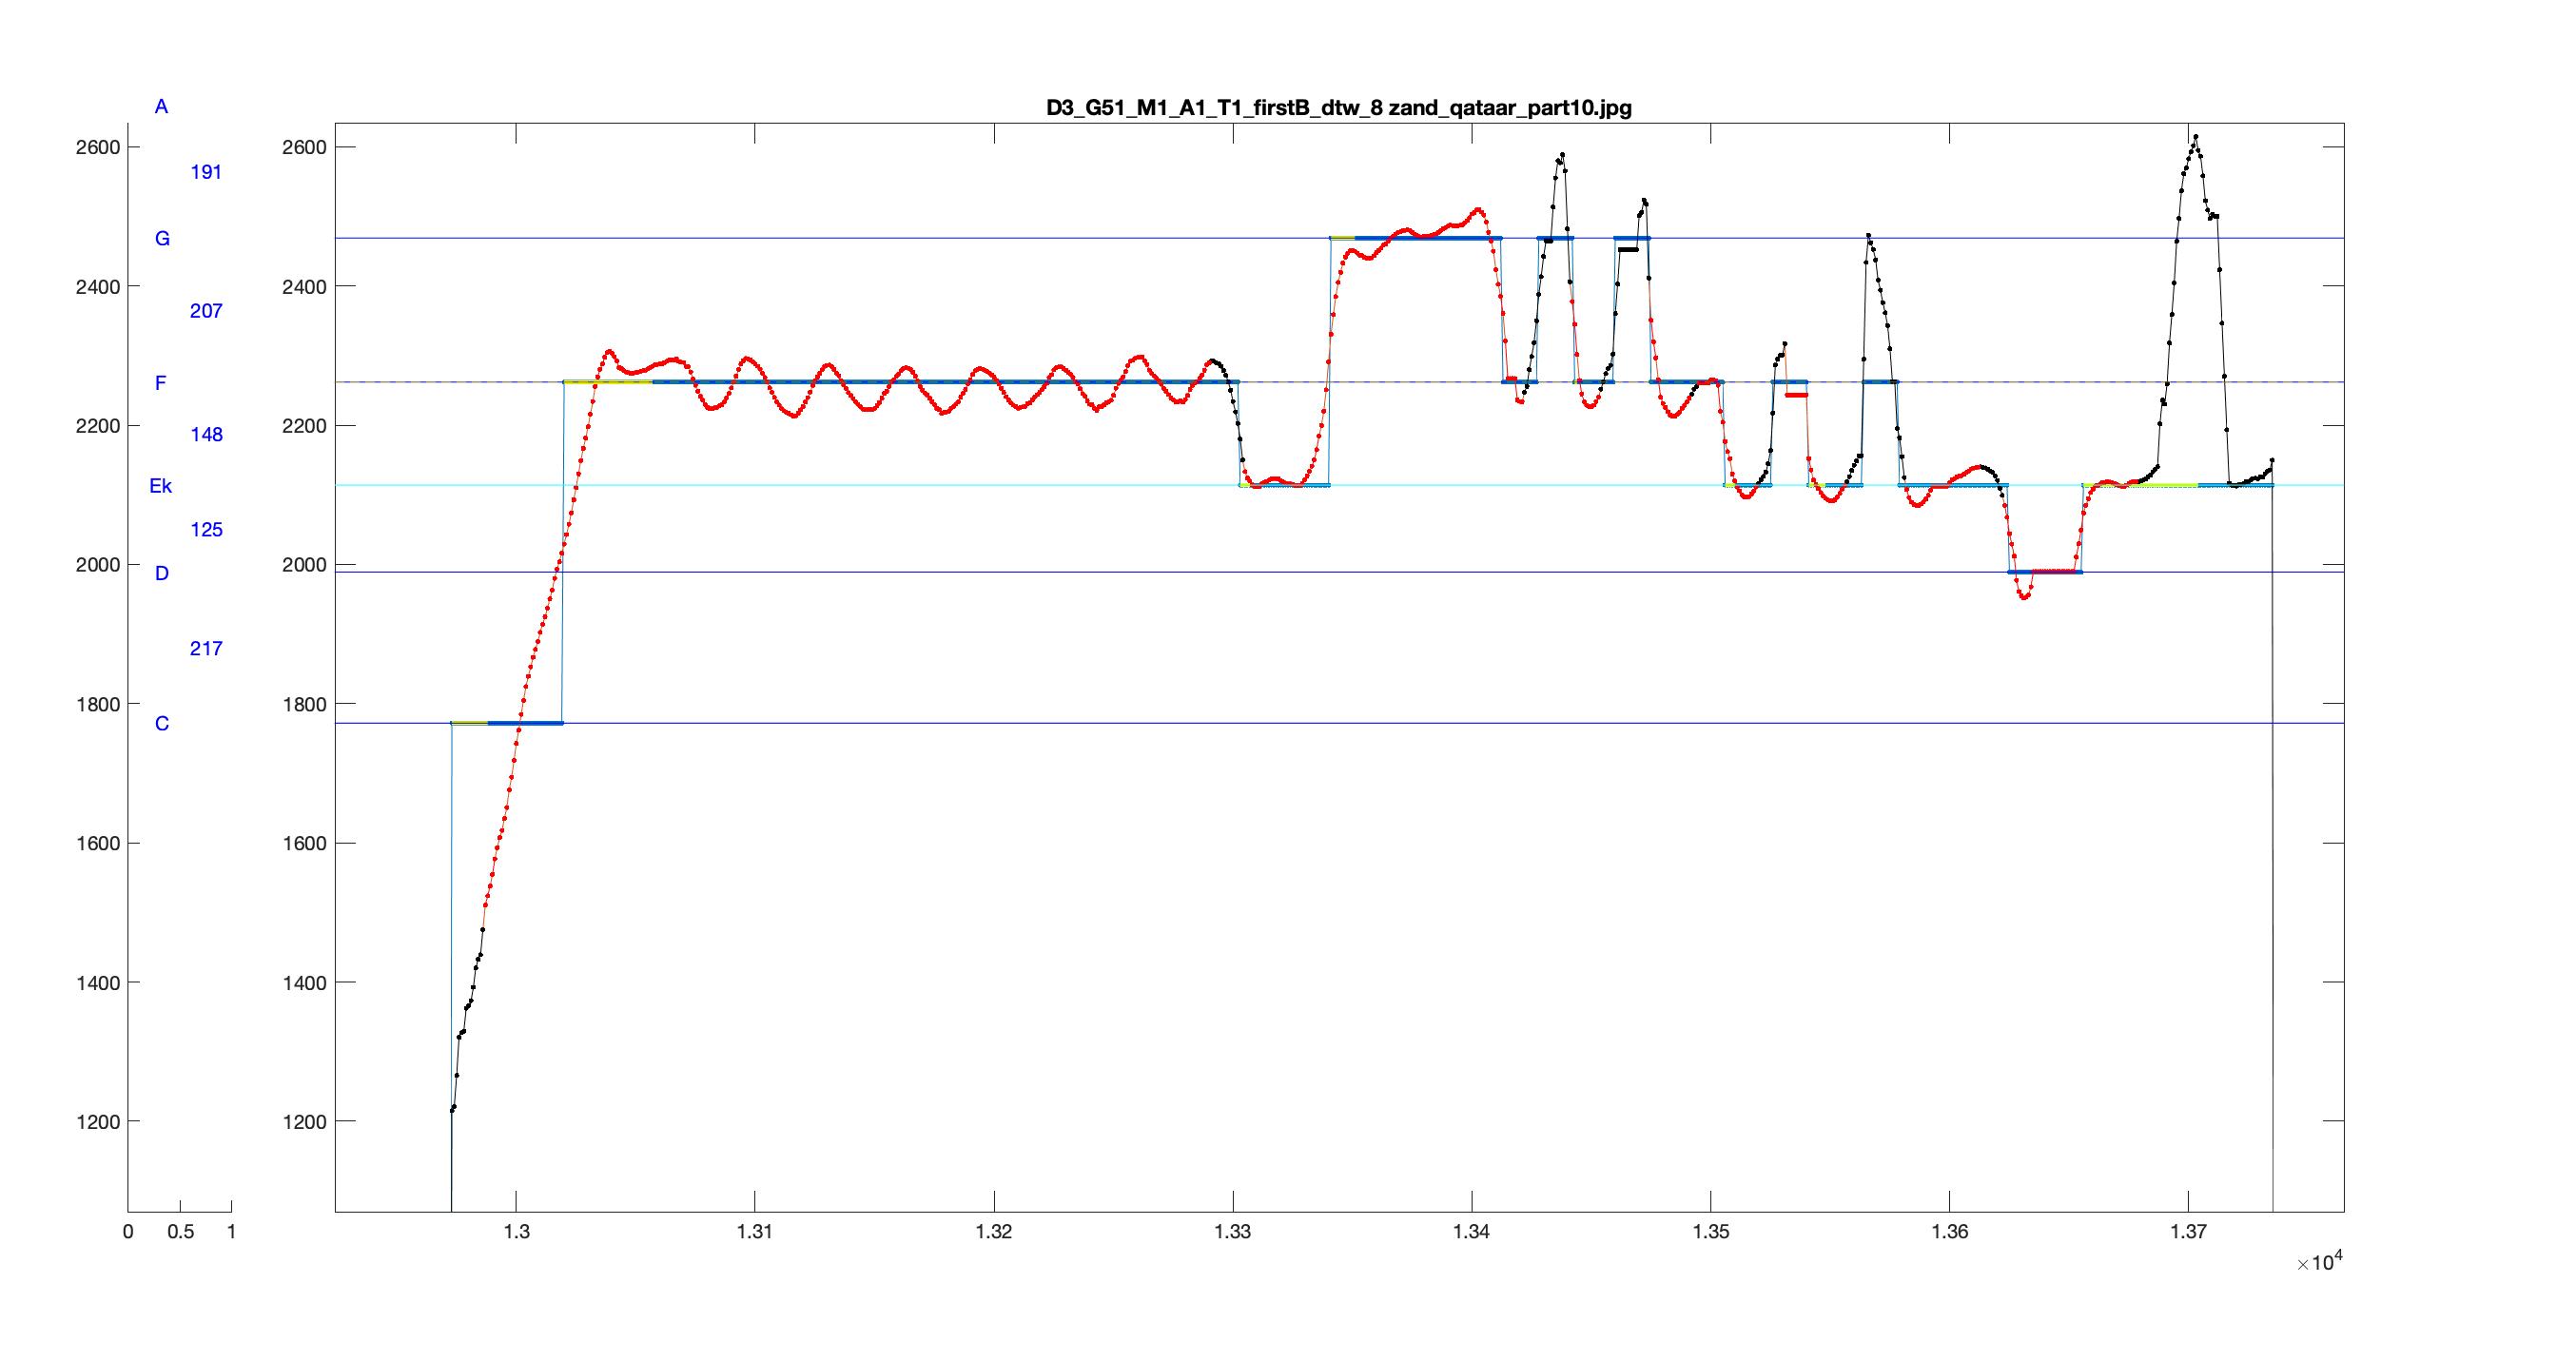 D3_G51_M1_A1_T1_firstB_dtw_8 zand_qataar_part10.jpg
A
2600 2600
191
G
2400 2400
207
F
2200 148 2200
Ek
125
2000 D 2000
217
1800 1800
C
1600 1600
1400 1400
1200 1200
0 0.5 1 1.3 1.31 1.32 1.33 1.34 1.35 1.36 1.37
×10⁴